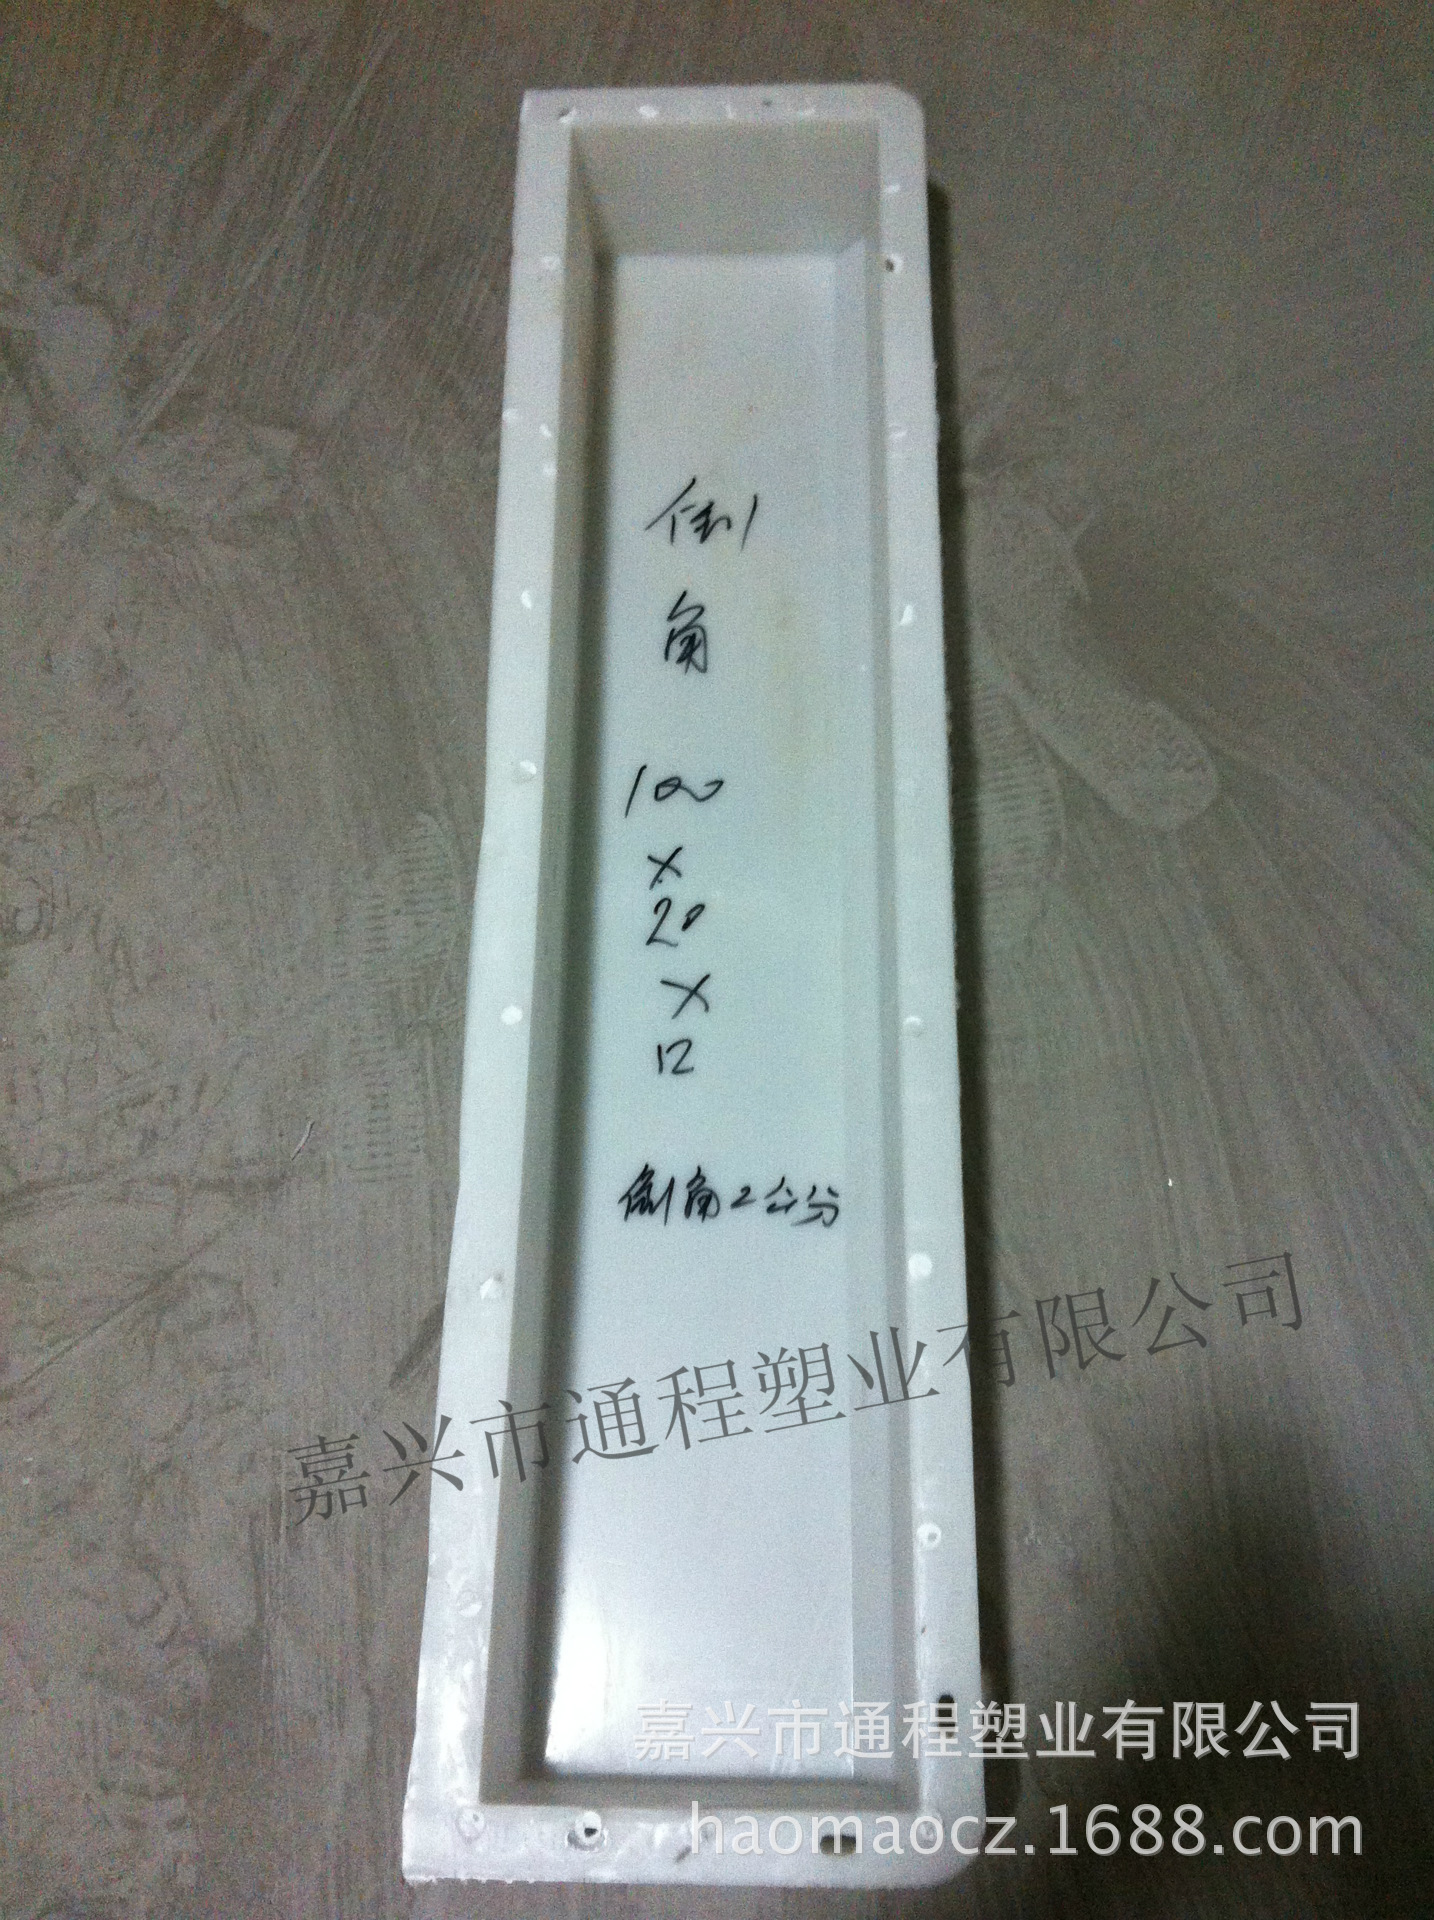 倒
角
100
×
20
×
12
倒角2公分
嘉兴市通程塑业有限公司
嘉兴市通程塑业有限公司
haomaocz.1688.com